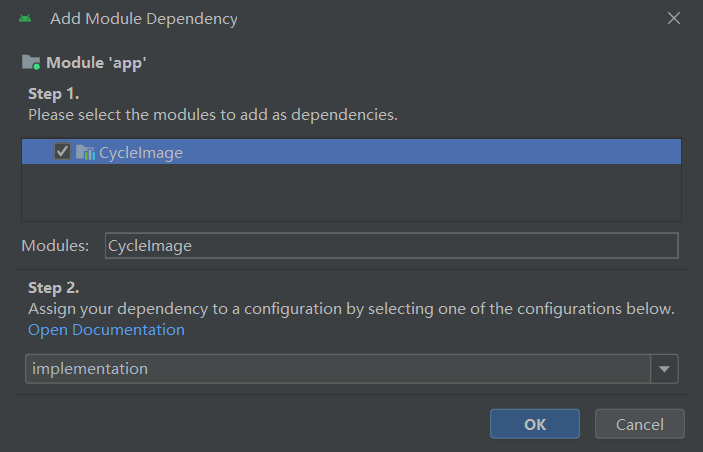 Add Module Dependency
Module 'app'
Step 1.
Please select the modules to add as dependencies.
CycleImage
Modules: CycleImage
Step 2.
Assign your dependency to a configuration by selecting one of the configurations below.
Open Documentation
implementation
OK Cancel